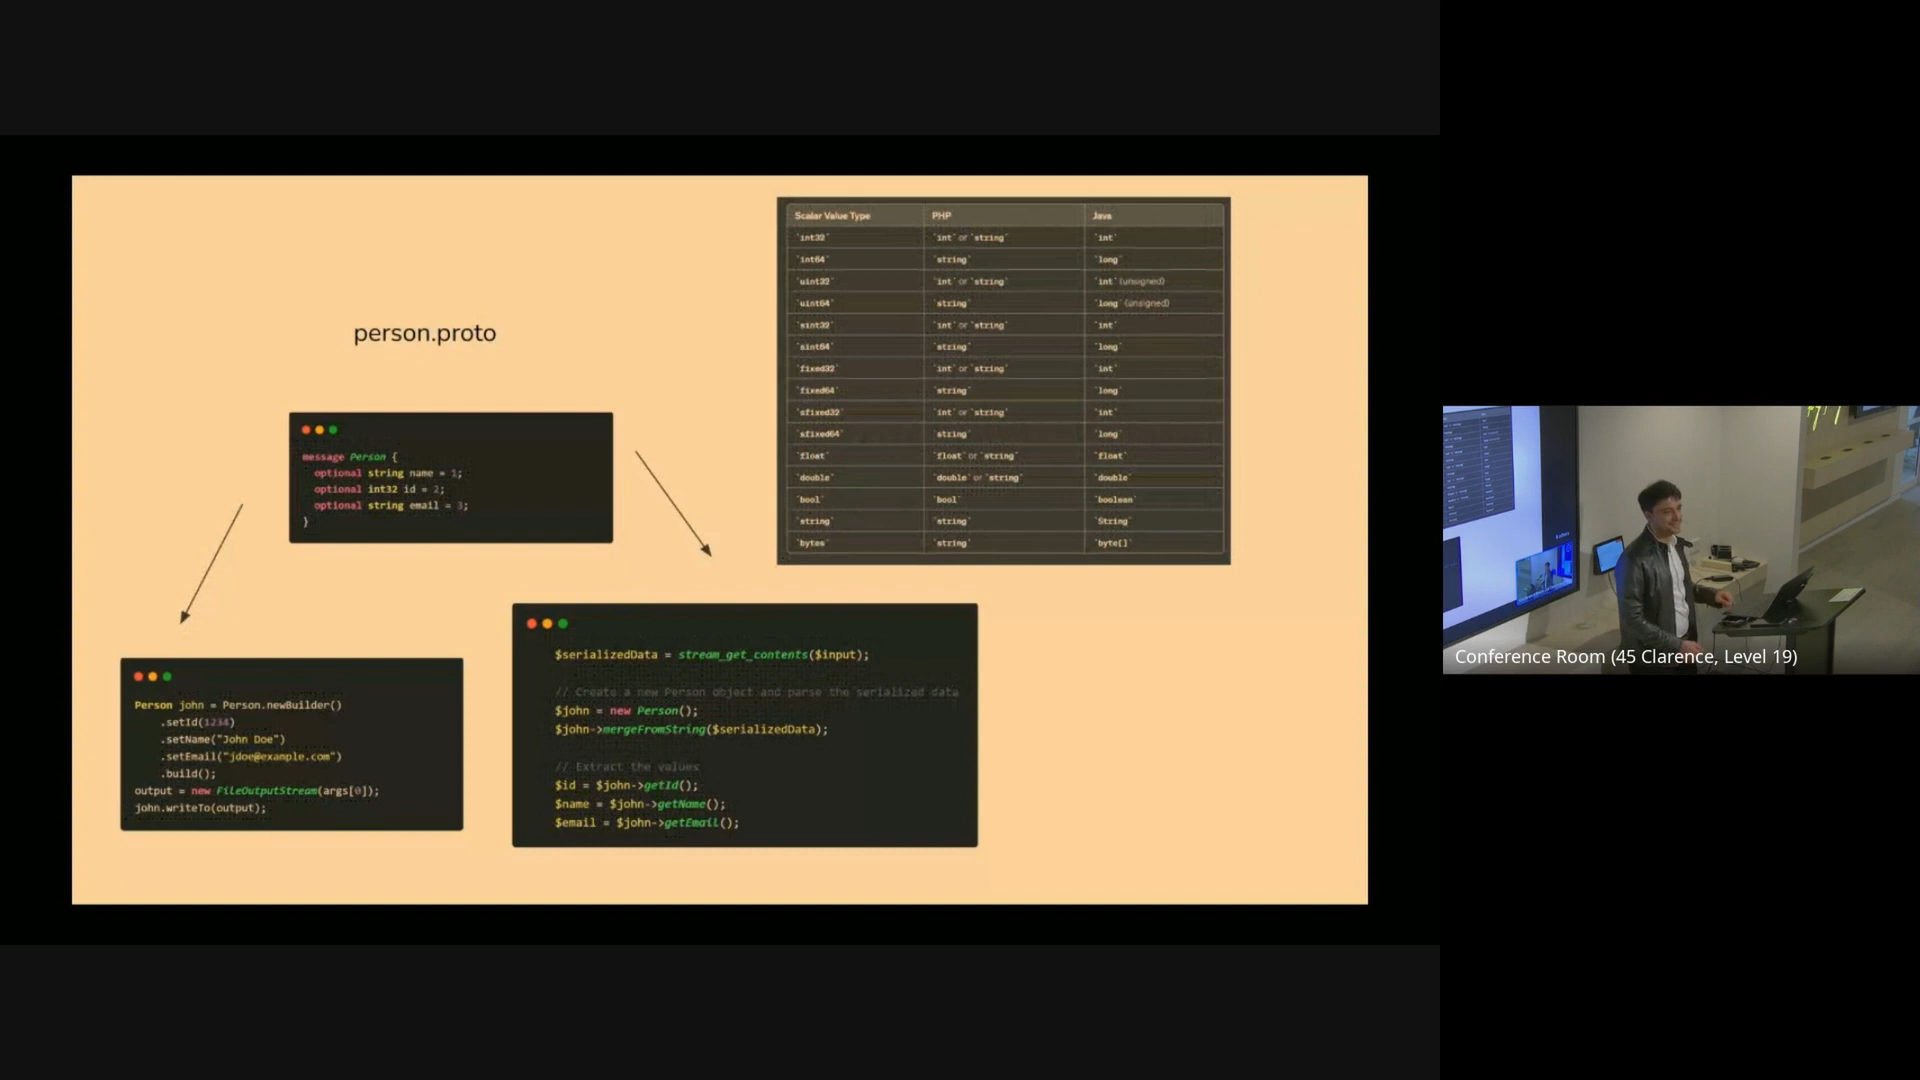 person.proto
message Person {
optional string name = 1;
optional int32 id = 2;
optional string email = 3;
}
Scalar Value Type PHP Java
`int32` `int` or `string` `int`
`int64` `string` `long`
`uint32` `int` or `string` `int` (unsigned)
`uint64` `string` `long` (unsigned)
`sint32` `int` or `string` `int`
`sint64` `string` `long`
`fixed32` `int` or `string` `int`
`fixed64` `string` `long`
`sfixed32` `int` or `string` `int`
`sfixed64` `string` `long`
`float` `float` or `string` `float`
`double` `double` or `string` `double`
`bool` `bool` `boolean`
`string` `string` `String`
`bytes` `string` `byte[]`
Person john = Person.newBuilder()
.setId(1234)
.setName("John Doe")
.setEmail("jdoe@example.com")
.build();
output = new FileOutputStream(args[0]);
john.writeTo(output);
$serializedData = stream_get_contents($input);
// Create a new Person object and parse the serialized data
$john = new Person();
$john->mergeFromString($serializedData);
// Extract the values
$id = $john->getId();
$name = $john->getName();
$email = $john->getEmail();
Conference Room (45 Clarence, Level 19)